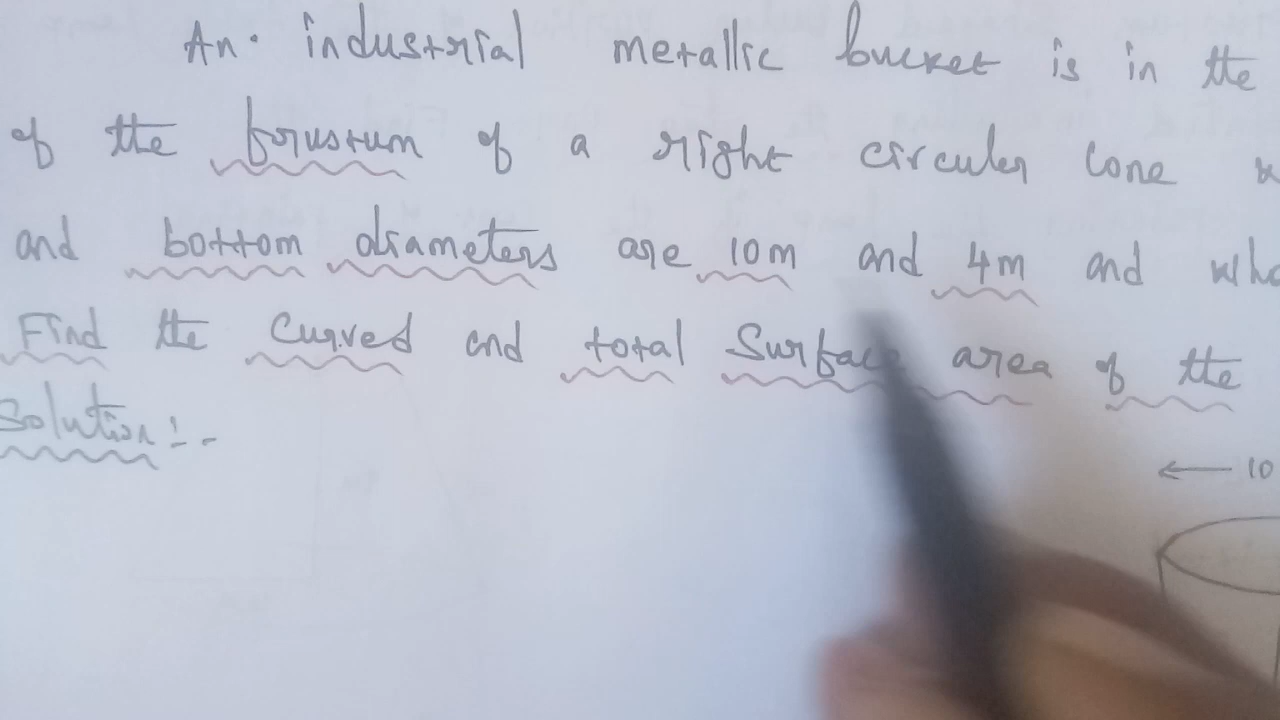 An. industrial metallic bucket is in the
of the frustum of a right circular cone w
and bottom diameters are 10m and 4m and who
Find the curved and total Surface area of the
Solution:-
← 10